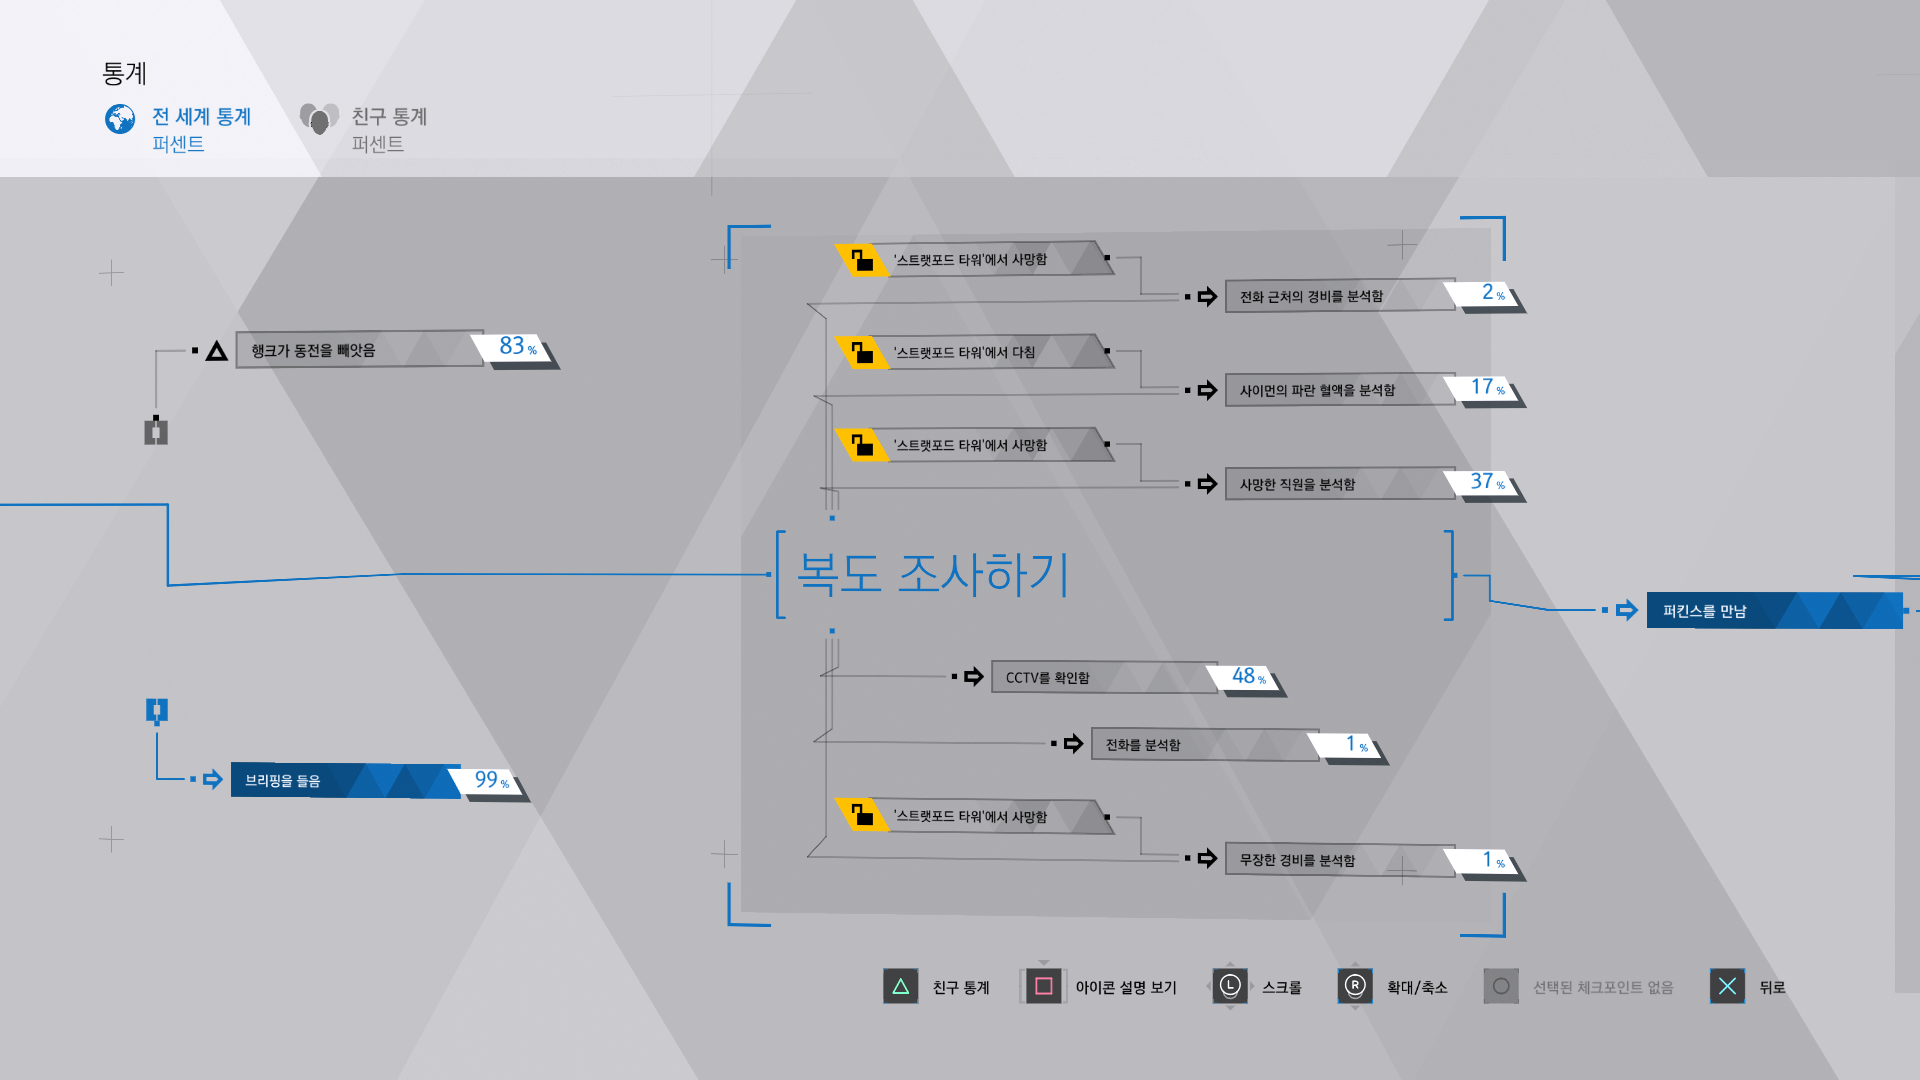 통계
전 세계 통계
퍼센트
친구 통계
퍼센트
행크가 동전을 빼앗음
83%
브리핑을 들음
99%
'스트랫포드 타워'에서 사망함
전화 근처의 경비를 분석함
2%
'스트랫포드 타워'에서 다침
사이먼의 파란 혈액을 분석함
17%
'스트랫포드 타워'에서 사망함
사망한 직원을 분석함
37%
복도 조사하기
CCTV를 확인함
48%
전화를 분석함
1%
'스트랫포드 타워'에서 사망함
무장한 경비를 분석함
1%
퍼킨스를 만남
친구 통계
아이콘 설명 보기
L
스크롤
R
확대/축소
선택된 체크포인트 없음
뒤로